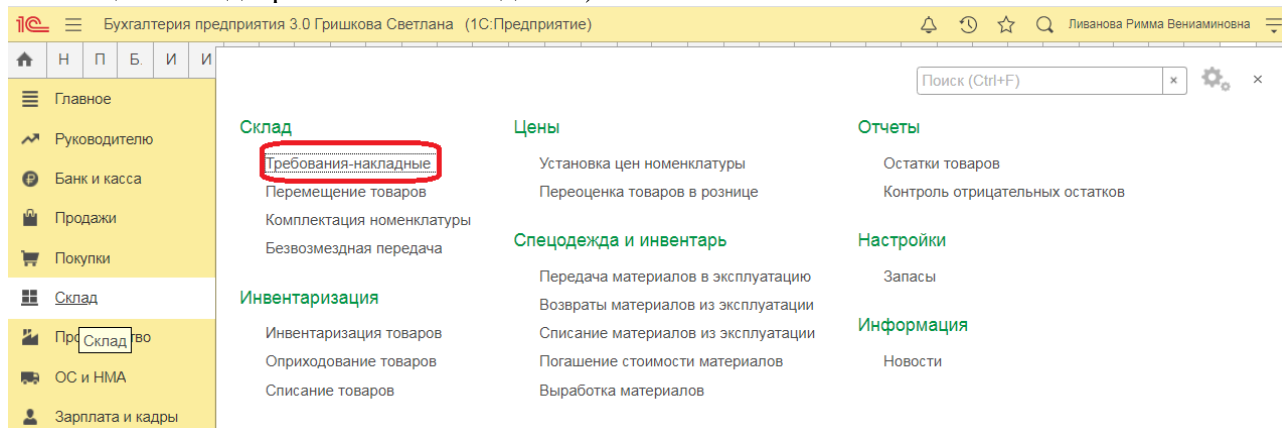 Бухгалтерия предприятия 3.0 Гришкова Светлана (1С:Предприятие)
Ливанова Римма Вениаминовна
Н П Б. И И
Поиск (Ctrl+F)
Главное
Руководителю
Банк и касса
Продажи
Покупки
Склад
Склад
ОС и НМА
Зарплата и кадры
Склад
Требования-накладные
Перемещение товаров
Комплектация номенклатуры
Безвозмездная передача
Инвентаризация
Инвентаризация товаров
Оприходование товаров
Списание товаров
Цены
Установка цен номенклатуры
Переоценка товаров в рознице
Спецодежда и инвентарь
Передача материалов в эксплуатацию
Возвраты материалов из эксплуатации
Списание материалов из эксплуатации
Погашение стоимости материалов
Выработка материалов
Отчеты
Остатки товаров
Контроль отрицательных остатков
Настройки
Запасы
Информация
Новости